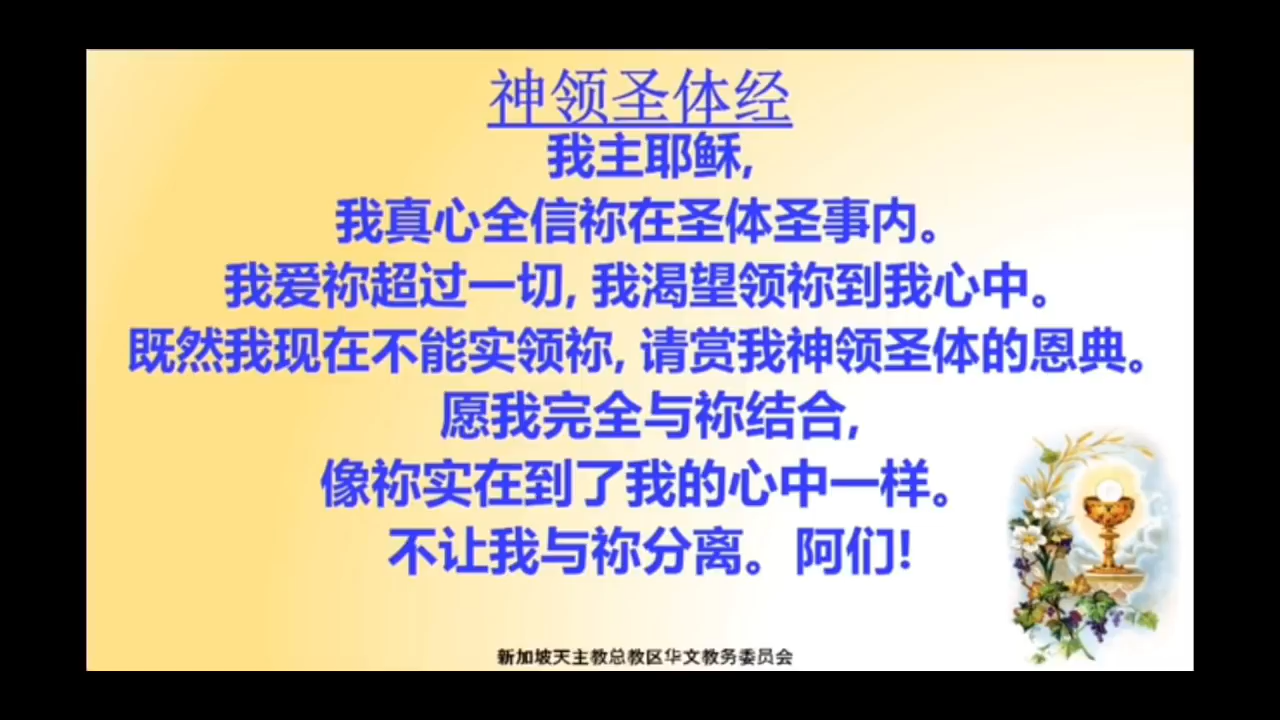 神领圣体经
我主耶稣,
我真心全信祢在圣体圣事内。
我爱祢超过一切, 我渴望领祢到我心中。
既然我现在不能实领祢, 请赏我神领圣体的恩典。
愿我完全与祢结合,
像祢实在到了我的心中一样。
不让我与祢分离。阿们!
新加坡天主教总教区华文教务委员会